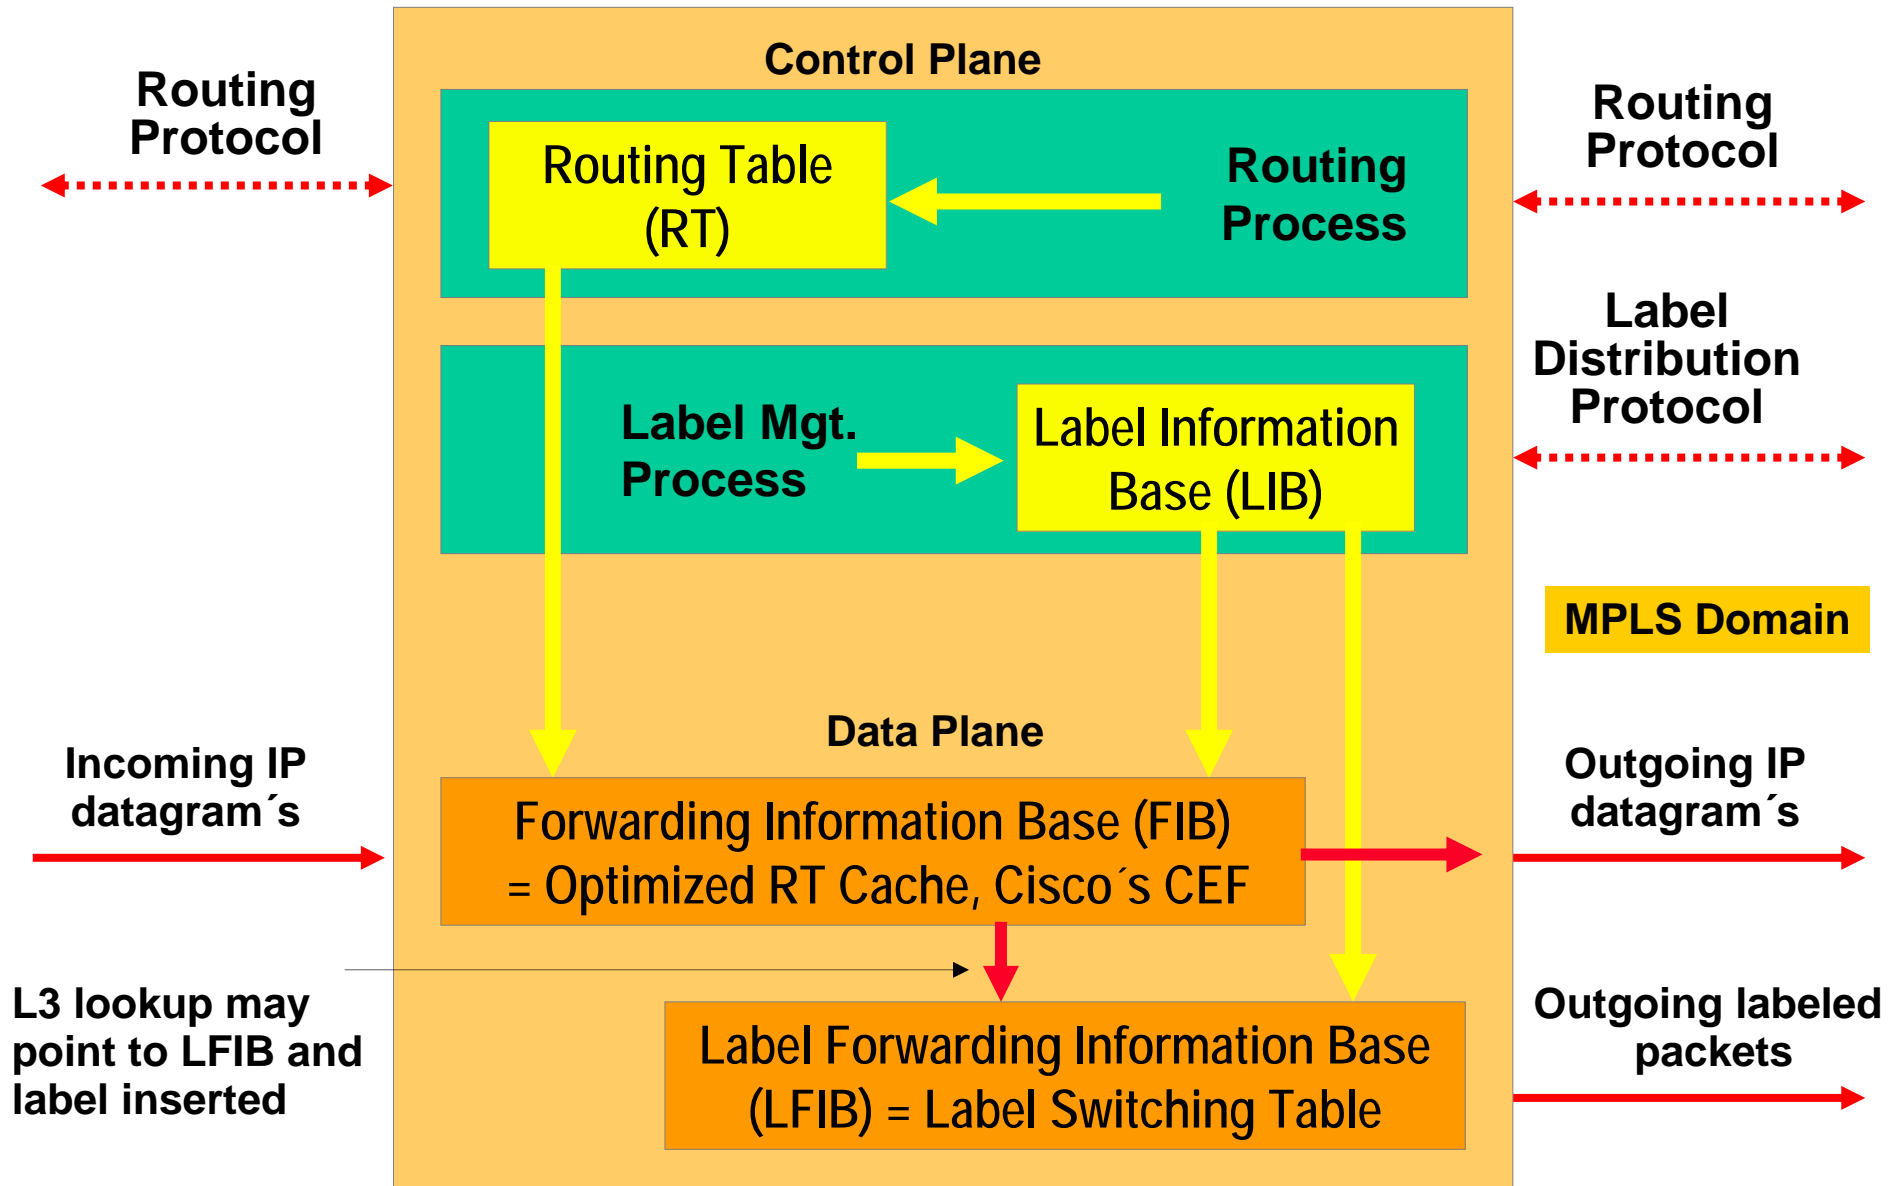 Control Plane
Routing
Protocol
Routing Table
(RT)
Routing
Process
Routing
Protocol
Label
Distribution
Protocol
Label Mgt.
Process
Label Information
Base (LIB)
MPLS Domain
Data Plane
Incoming IP
datagram´s
Forwarding Information Base (FIB)
= Optimized RT Cache, Cisco´s CEF
Outgoing IP
datagram´s
L3 lookup may
point to LFIB and
label inserted
Label Forwarding Information Base
(LFIB) = Label Switching Table
Outgoing labeled
packets